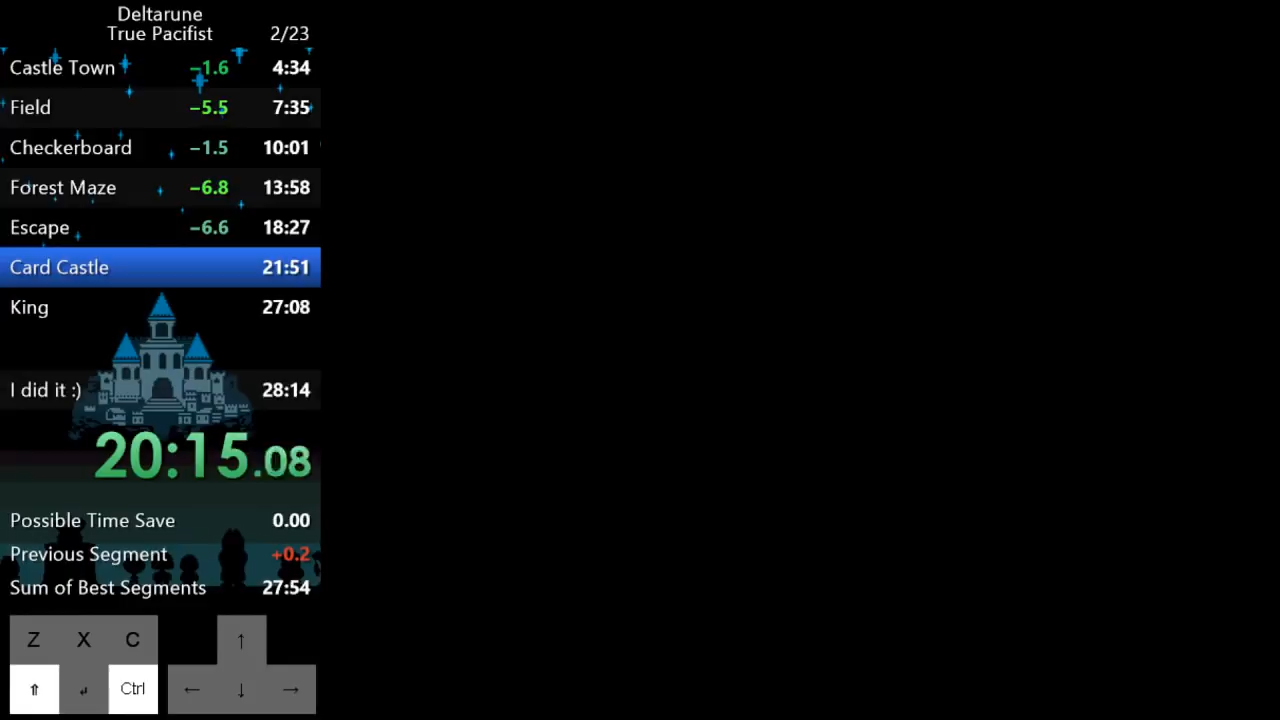 Deltarune
True Pacifist 2/23
Castle Town −1.6 4:34
Field −5.5 7:35
Checkerboard −1.5 10:01
Forest Maze −6.8 13:58
Escape −6.6 18:27
Card Castle 21:51
King 27:08
I did it :) 28:14
20:15.08
Possible Time Save 0.00
Previous Segment +0.2
Sum of Best Segments 27:54
Z X C ↑
⇑ ↲ Ctrl ← ↓ →